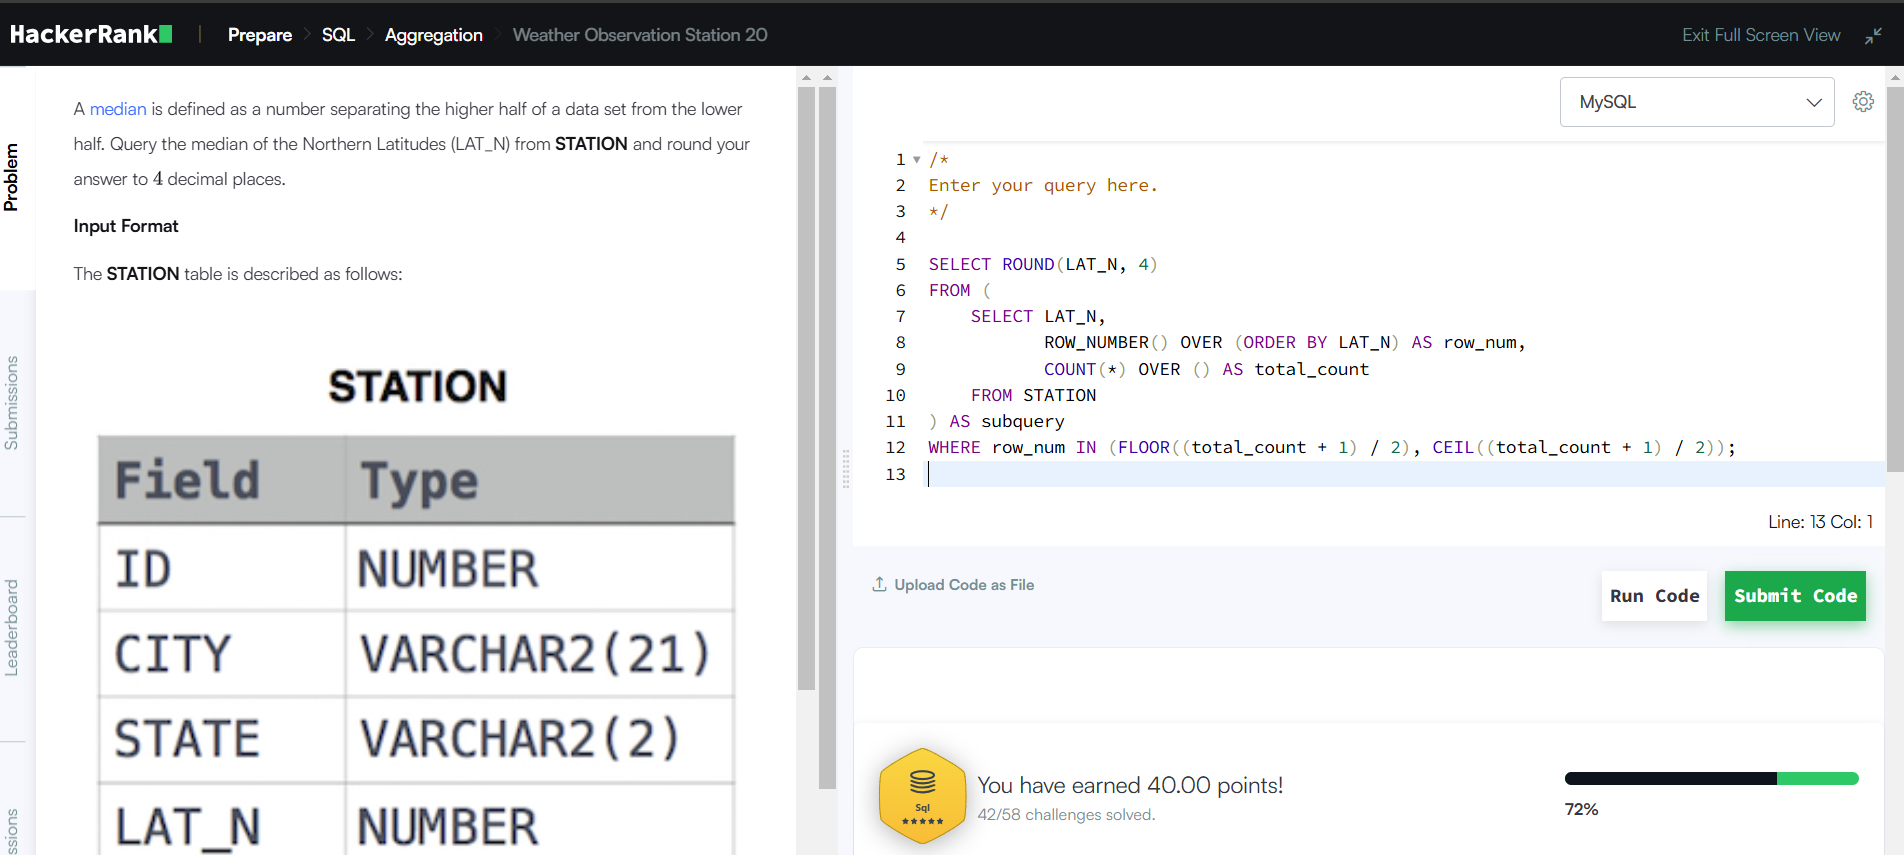 HackerRank
Prepare > SQL > Aggregation > Weather Observation Station 20
Exit Full Screen View
Problem
Submissions
Leaderboard
A median is defined as a number separating the higher half of a data set from the lower
half. Query the median of the Northern Latitudes (LAT_N) from STATION and round your
answer to 4 decimal places.
Input Format
The STATION table is described as follows:
STATION
Field Type
ID NUMBER
CITY VARCHAR2(21)
STATE VARCHAR2(2)
LAT_N NUMBER
MySQL
1 /*
2 Enter your query here.
3 */
4
5 SELECT ROUND(LAT_N, 4)
6 FROM (
7 SELECT LAT_N,
8 ROW_NUMBER() OVER (ORDER BY LAT_N) AS row_num,
9 COUNT(*) OVER () AS total_count
10 FROM STATION
11 ) AS subquery
12 WHERE row_num IN (FLOOR((total_count + 1) / 2), CEIL((total_count + 1) / 2));
13
Line: 13 Col: 1
Upload Code as File
Run Code
Submit Code
Sql
You have earned 40.00 points!
42/58 challenges solved.
72%